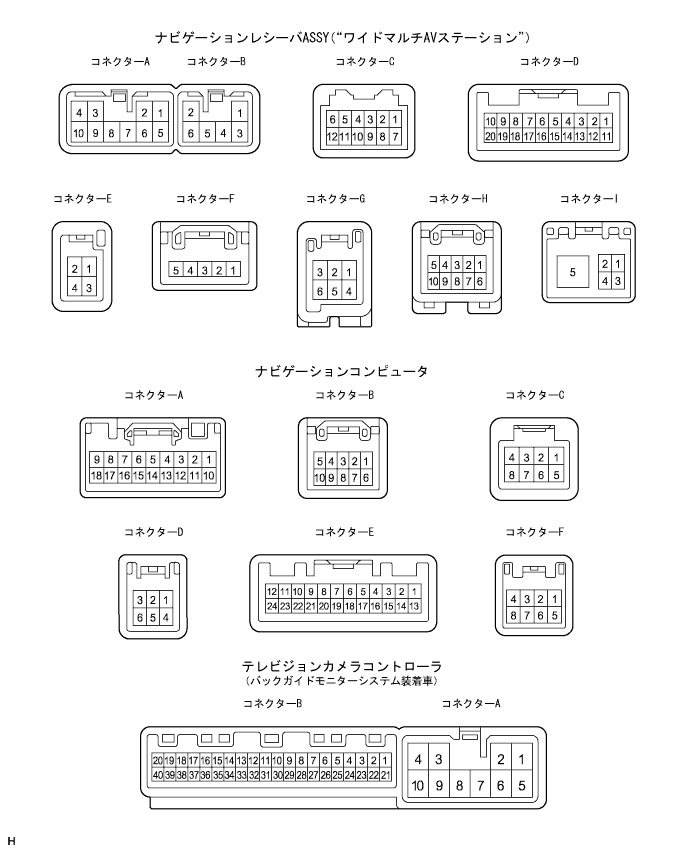 ナビゲーションレシーバASSY(“ワイドマルチAVステーション”)
コネクターA コネクターB コネクターC コネクターD
4 3 2 1 2 1 6 5 4 3 2 1 10 9 8 7 6 5 4 3 2 1
10 9 8 7 6 5 6 5 4 3 12 11 10 9 8 7 20 19 18 17 16 15 14 13 12 11
コネクターE コネクターF コネクターG コネクターH コネクターI
2 1 5 4 3 2 1 3 2 1 5 4 3 2 1 5 2 1
4 3 6 5 4 10 9 8 7 6 4 3
ナビゲーションコンピュータ
コネクターA コネクターB コネクターC
9 8 7 6 5 4 3 2 1 5 4 3 2 1 4 3 2 1
18 17 16 15 14 13 12 11 10 10 9 8 7 6 8 7 6 5
コネクターD コネクターE コネクターF
3 2 1 12 11 10 9 8 7 6 5 4 3 2 1 4 3 2 1
6 5 4 24 23 22 21 20 19 18 17 16 15 14 13 8 7 6 5
テレビジョンカメラコントローラ
(バックガイドモニターシステム装着車)
コネクターB コネクターA
20 19 18 17 16 15 14 13 12 11 10 9 8 7 6 5 4 3 2 1 4 3 2 1
40 39 38 37 36 35 34 33 32 31 30 29 28 27 26 25 24 23 22 21 10 9 8 7 6 5
H